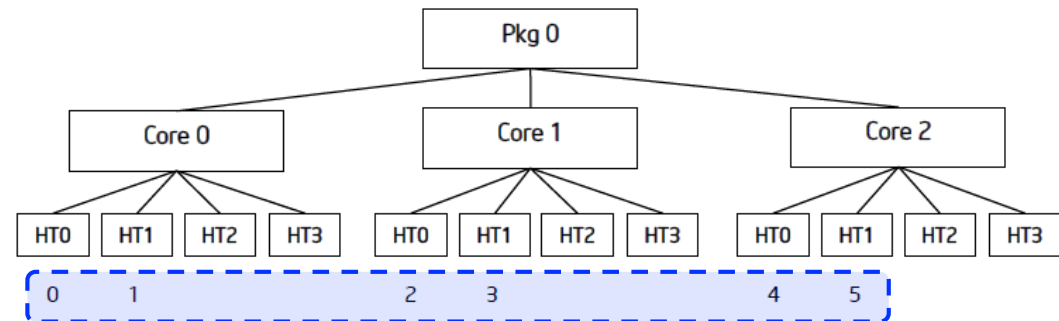 Pkg 0
Core 0 Core 1 Core 2
HT0 HT1 HT2 HT3 HT0 HT1 HT2 HT3 HT0 HT1 HT2 HT3
0 1 2 3 4 5